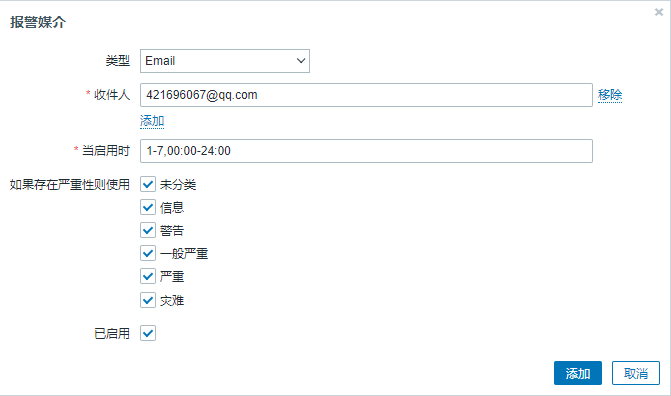 报警媒介
类型 Email
* 收件人 421696067@qq.com 移除
添加
* 当启用时 1-7,00:00-24:00
如果存在严重性则使用 未分类
信息
警告
一般严重
严重
灾难
已启用
添加 取消